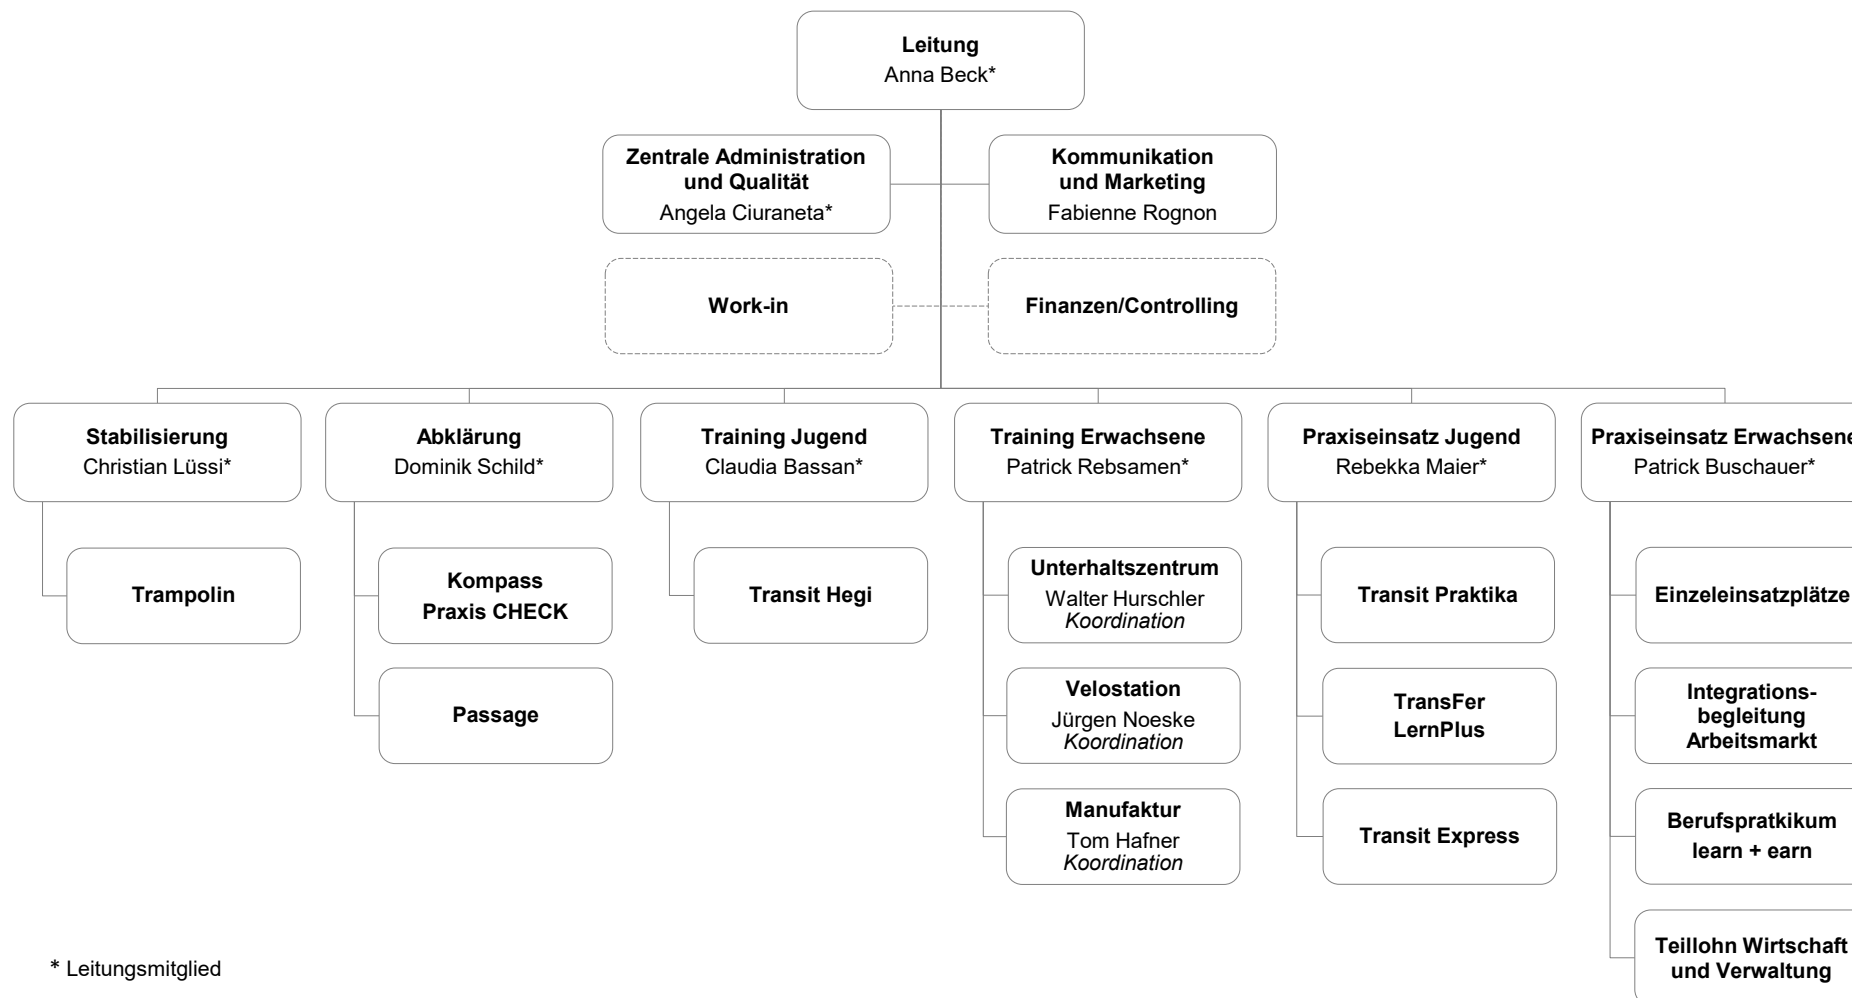 Leitung
Anna Beck*
Zentrale Administration
und Qualität
Angela Ciuraneta*
Kommunikation
und Marketing
Fabienne Rognon
Work-in
Finanzen/Controlling
Stabilisierung
Christian Lüssi*
Abklärung
Dominik Schild*
Training Jugend
Claudia Bassan*
Training Erwachsene
Patrick Rebsamen*
Praxiseinsatz Jugend
Rebekka Maier*
Praxiseinsatz Erwachsene
Patrick Buschauer*
Trampolin
Kompass
Praxis CHECK
Passage
Transit Hegi
Unterhaltszentrum
Walter Hurschler
Koordination
Velostation
Jürgen Noeske
Koordination
Manufaktur
Tom Hafner
Koordination
Transit Praktika
TransFer
LernPlus
Transit Express
Einzeleinsatzplätze
Integrations-
begleitung
Arbeitsmarkt
Berufspratkikum
learn + earn
Teillohn Wirtschaft
und Verwaltung
* Leitungsmitglied